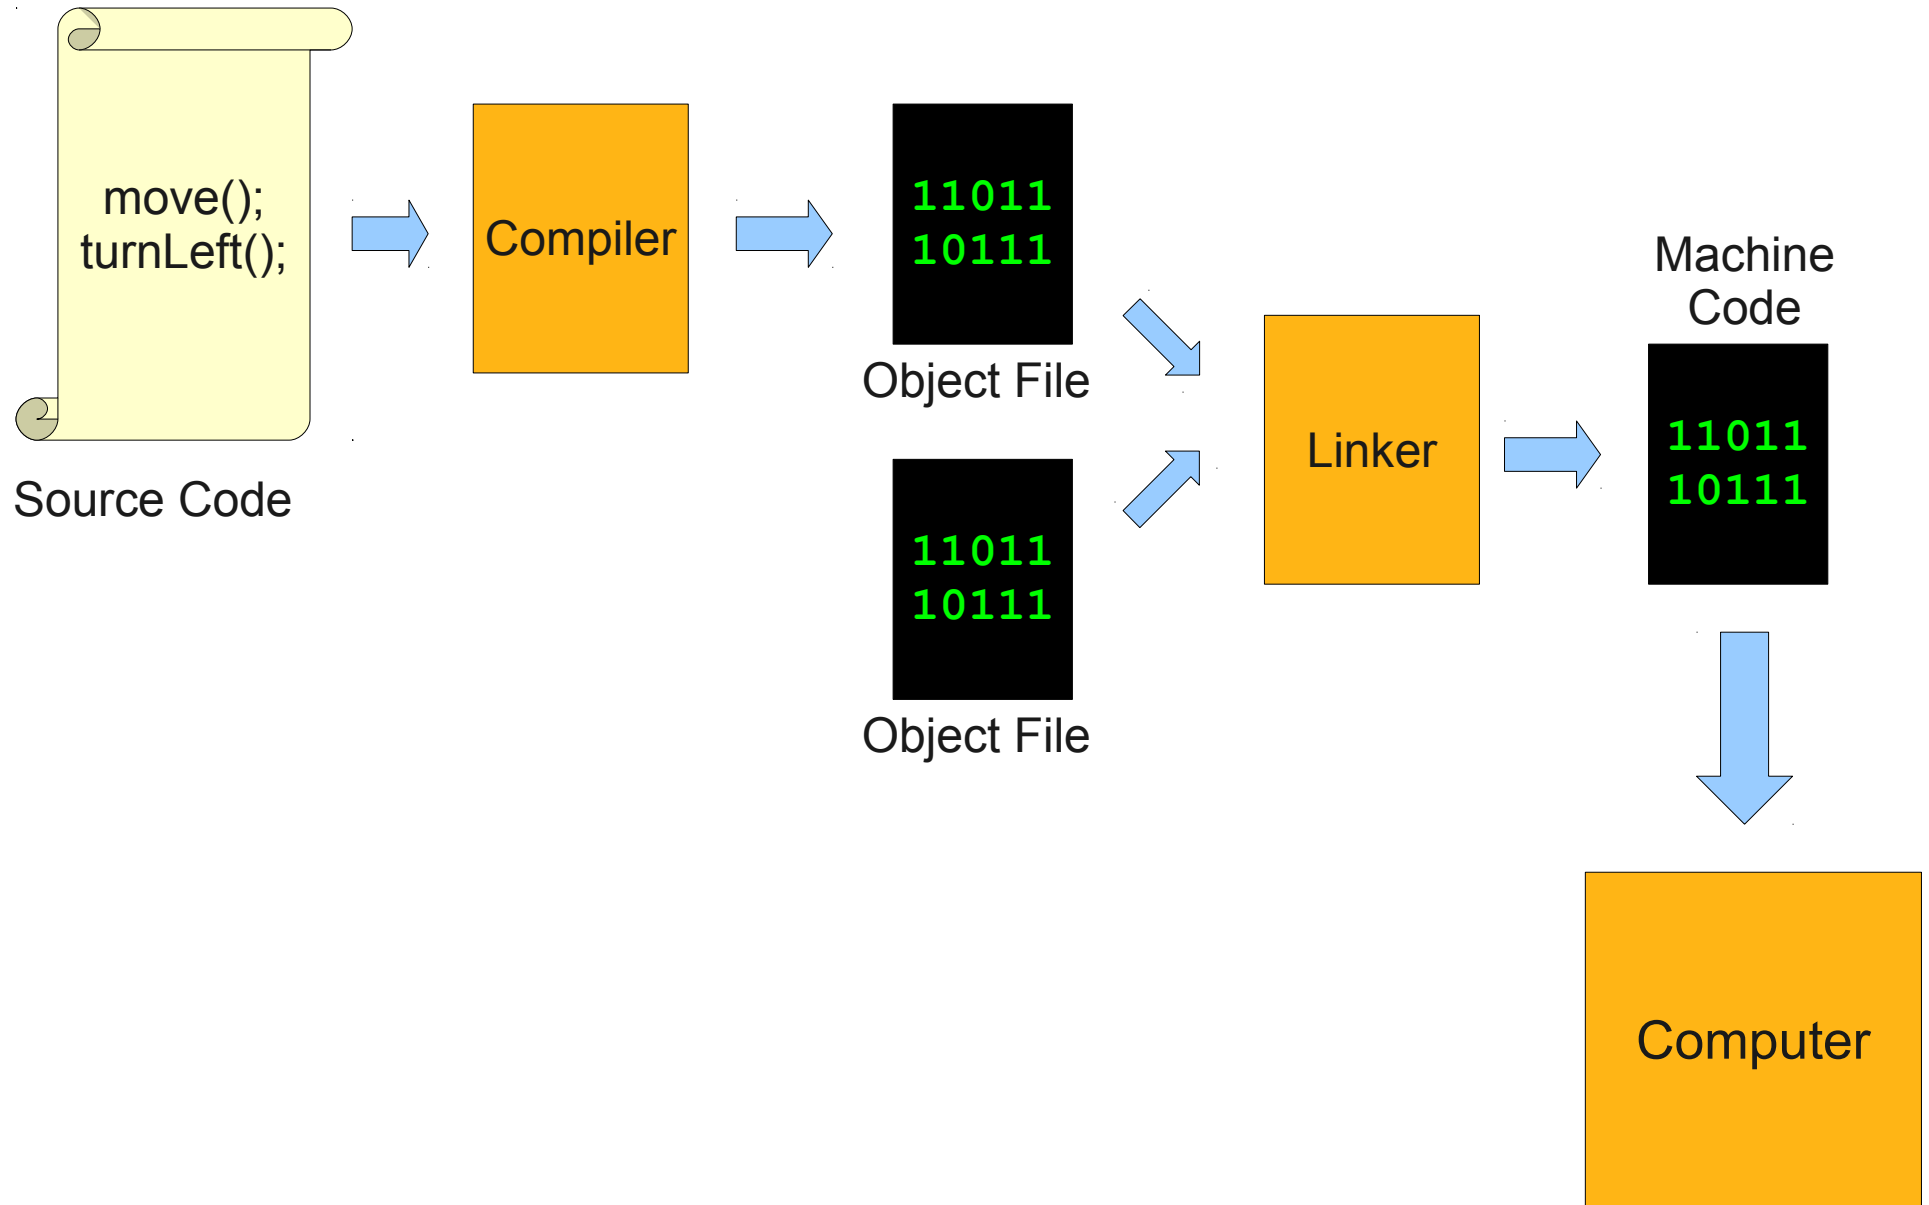 move();
turnLeft();
Source Code
Compiler
11011
10111
Object File
11011
10111
Object File
Linker
Machine
Code
11011
10111
Computer